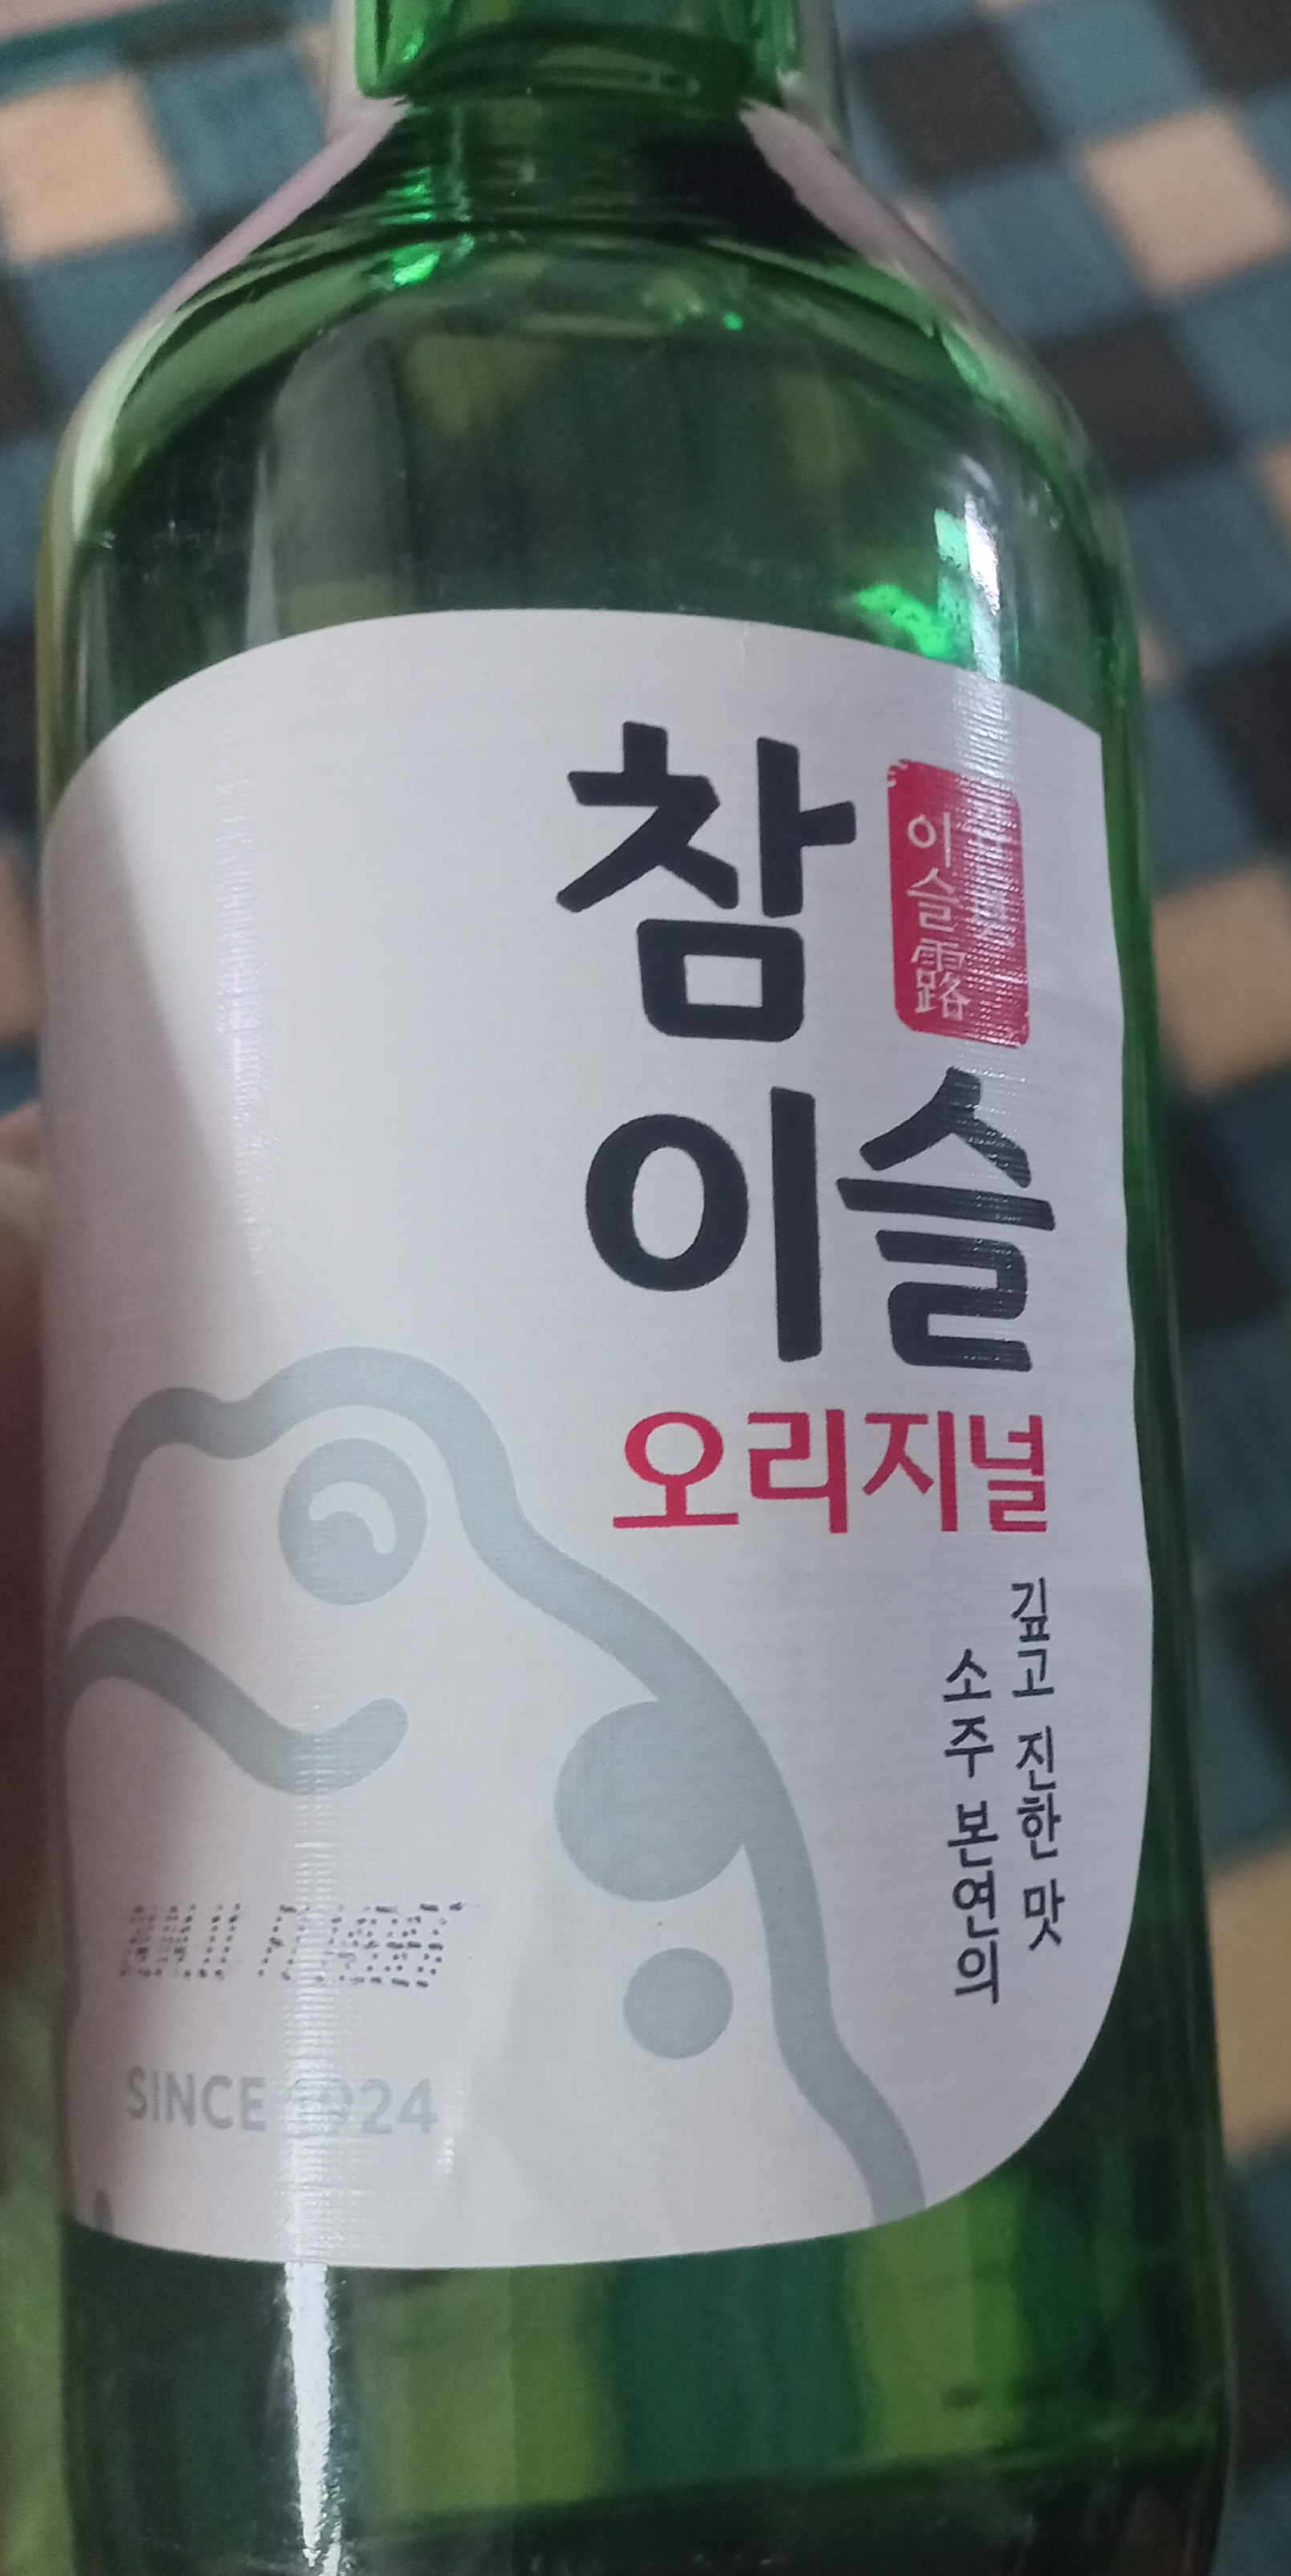 참
이슬
露
이슬
오리지널
깊고 진한 맛
소주 본연의
SINCE 1924